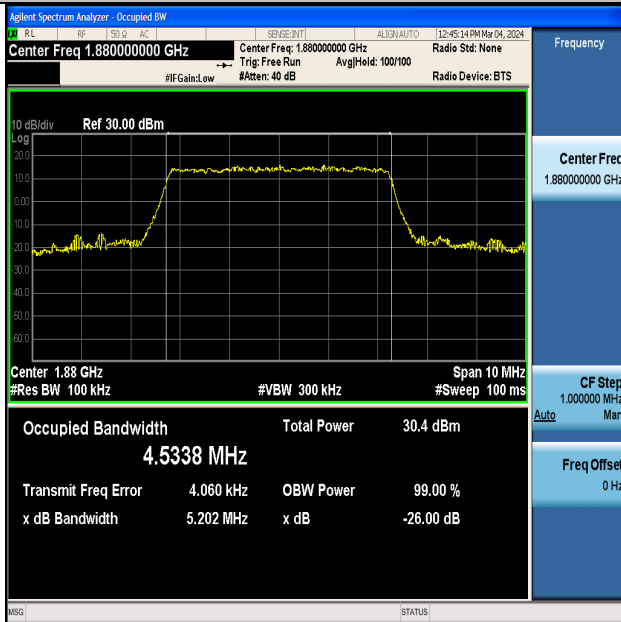 Agilent Spectrum Analyzer - Occupied BW
LXI RL RF 50 Ω AC SENSE:INT ALIGN AUTO 12:45:14 PM Mar 04, 2024
Center Freq 1.880000000 GHz Center Freq: 1.880000000 GHz Radio Std: None
Trig: Free Run Avg|Hold: 100/100
#IFGain:Low #Atten: 40 dB Radio Device: BTS
Frequency
10 dB/div Ref 30.00 dBm
Log
20.0
10.0
0.00
-10.0
-20.0
-30.0
-40.0
-50.0
-60.0
Center Freq
1.880000000 GHz
Center 1.88 GHz Span 10 MHz
#Res BW 100 kHz #VBW 300 kHz #Sweep 100 ms
CF Step
1.000000 MHz
Auto Man
Occupied Bandwidth Total Power 30.4 dBm
4.5338 MHz
Transmit Freq Error 4.060 kHz OBW Power 99.00 %
x dB Bandwidth 5.202 MHz x dB -26.00 dB
Freq Offset
0 Hz
MSG STATUS